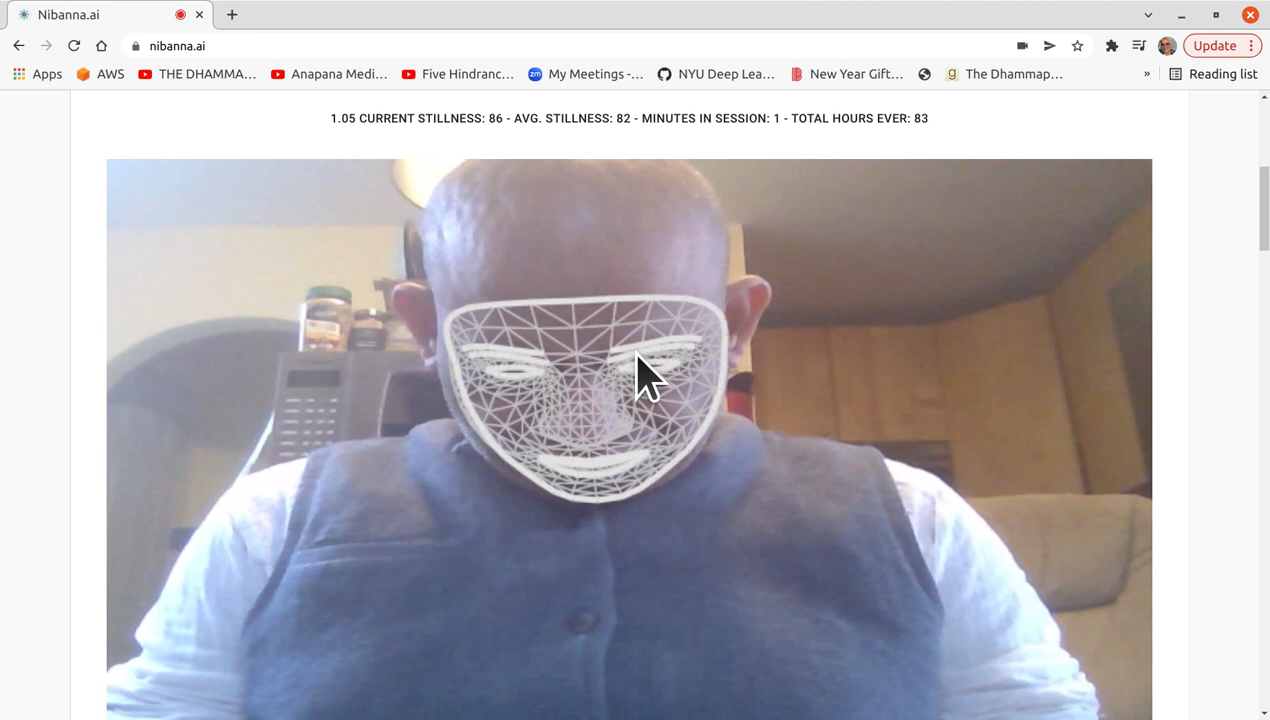 Nibanna.ai
nibanna.ai
Update
Apps AWS THE DHAMMA... Anapana Medi... Five Hindranc... zm My Meetings -... NYU Deep Lea... New Year Gift... g The Dhammap... » Reading list
1.05 CURRENT STILLNESS: 86 - AVG. STILLNESS: 82 - MINUTES IN SESSION: 1 - TOTAL HOURS EVER: 83